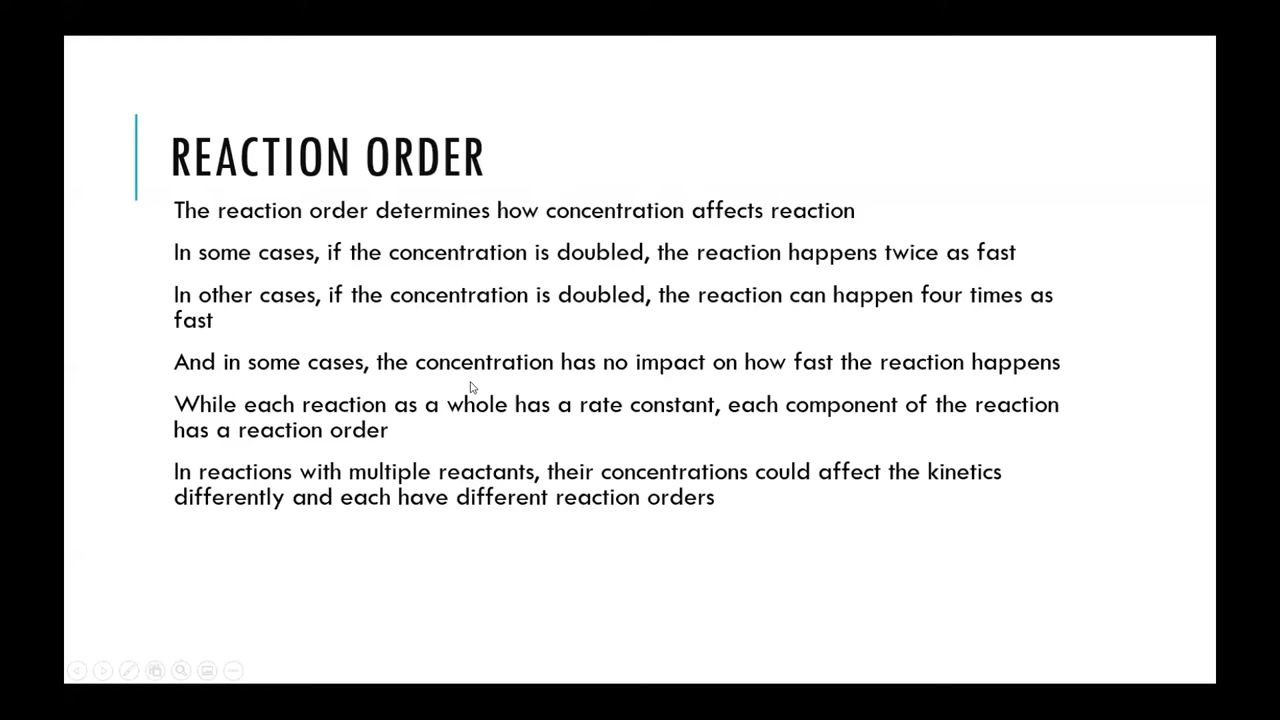 REACTION ORDER
The reaction order determines how concentration affects reaction
In some cases, if the concentration is doubled, the reaction happens twice as fast
In other cases, if the concentration is doubled, the reaction can happen four times as
fast
And in some cases, the concentration has no impact on how fast the reaction happens
While each reaction as a whole has a rate constant, each component of the reaction
has a reaction order
In reactions with multiple reactants, their concentrations could affect the kinetics
differently and each have different reaction orders